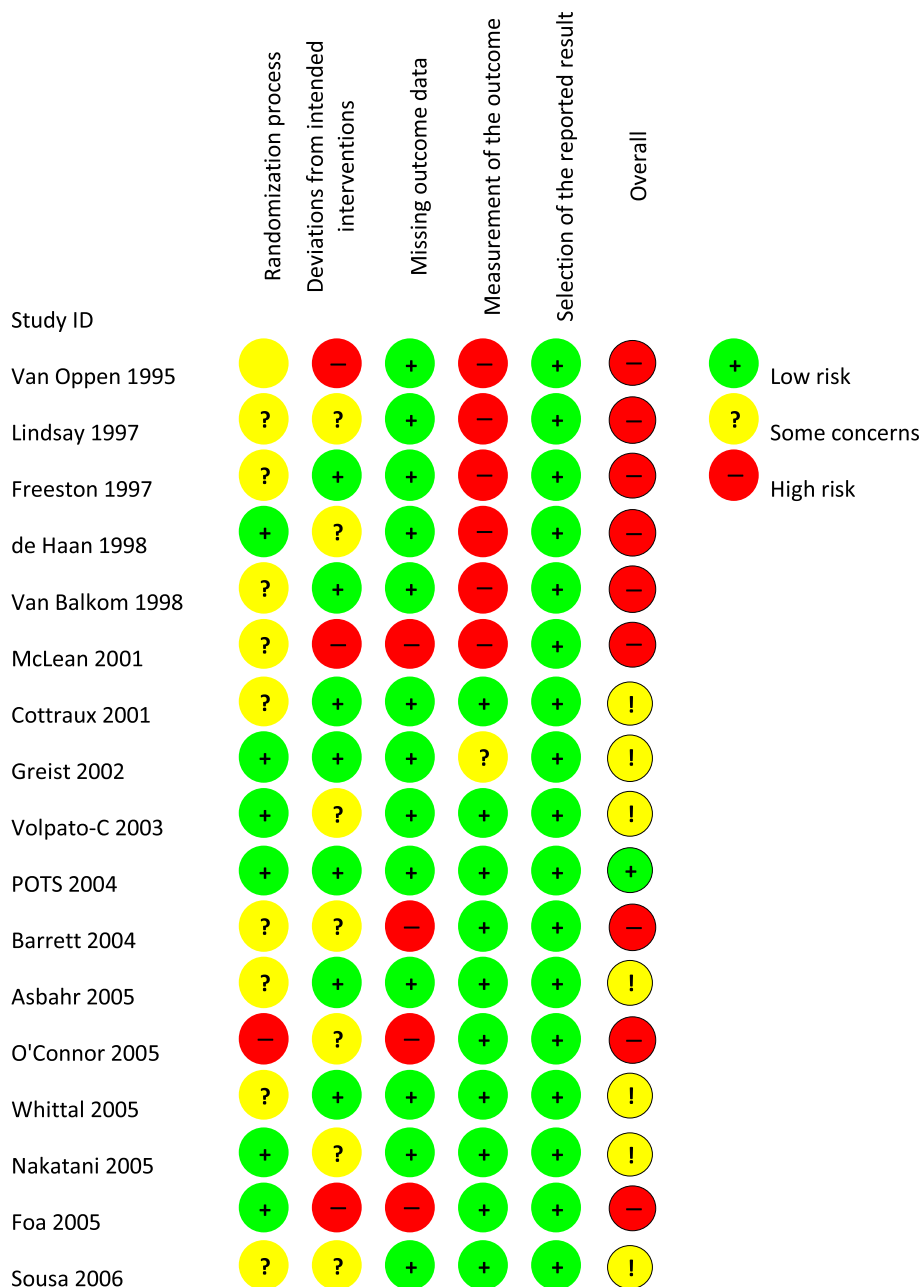 Randomization process
Deviations from intended
interventions
Missing outcome data
Measurement of the outcome
Selection of the reported result
Overall
Study ID
Van Oppen 1995 − + − + − + Low risk
Lindsay 1997 ? ? + − + − ? Some concerns
Freeston 1997 ? + + − + − − High risk
de Haan 1998 + ? + − + −
Van Balkom 1998 ? + + − + −
McLean 2001 ? − − − + −
Cottraux 2001 ? + + + + !
Greist 2002 + + + ? + !
Volpato-C 2003 + ? + + + !
POTS 2004 + + + + + +
Barrett 2004 ? ? − + + −
Asbahr 2005 ? + + + + !
O'Connor 2005 − ? − + + −
Whittal 2005 ? + + + + !
Nakatani 2005 + ? + + + !
Foa 2005 + − − + + −
Sousa 2006 ? ? + + + !